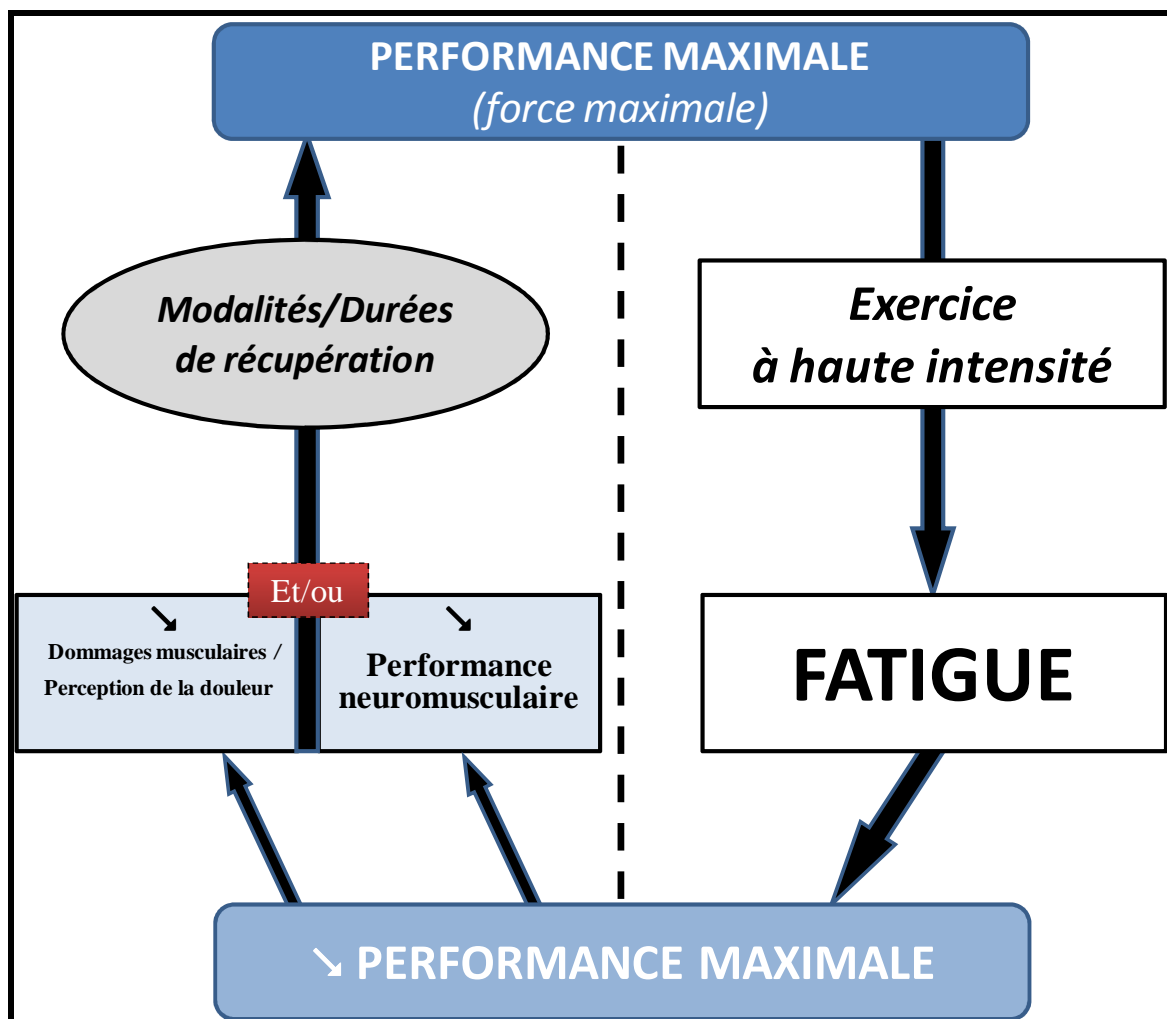 PERFORMANCE MAXIMALE
(force maximale)
Modalités/Durées
de récupération
Exercice
à haute intensité
Et/ou
↘
Dommages musculaires /
Perception de la douleur
↘
Performance
neuromusculaire
FATIGUE
↘ PERFORMANCE MAXIMALE